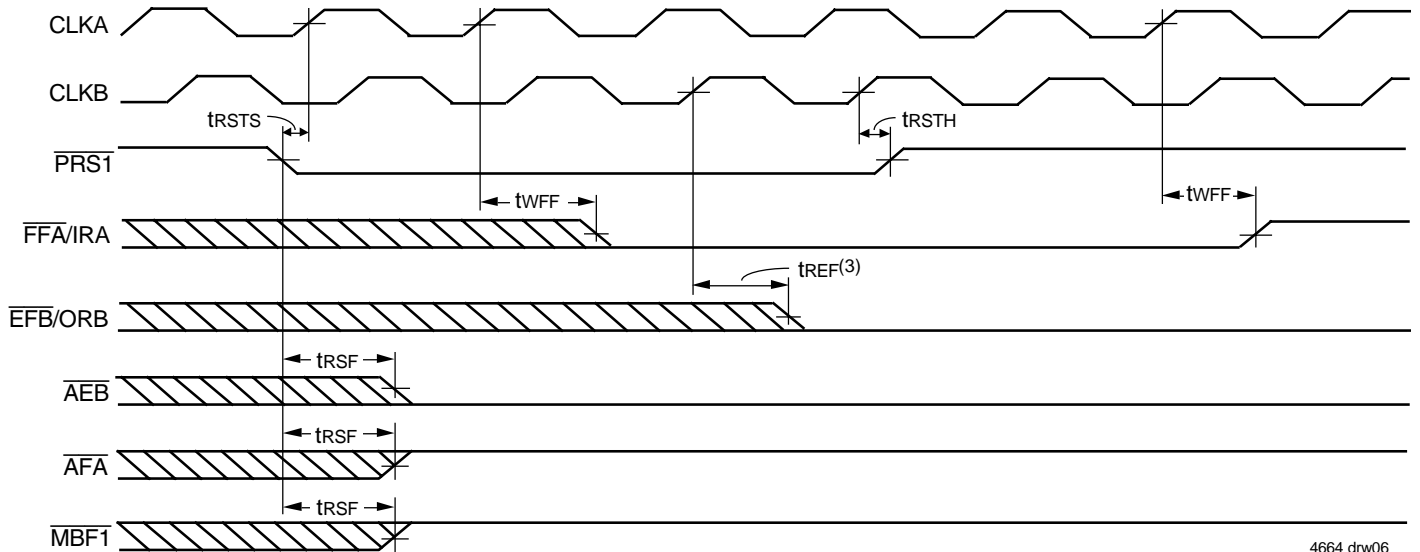 CLKA
CLKB
tRSTS
tRSTH
PRS1
tWFF
tWFF
FFA/IRA
tREF(3)
EFB/ORB
tRSF
AEB
tRSF
AFA
tRSF
MBF1
4664 drw06